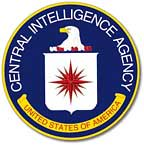 CENTRAL INTELLIGENCE AGENCY
UNITED STATES OF AMERICA